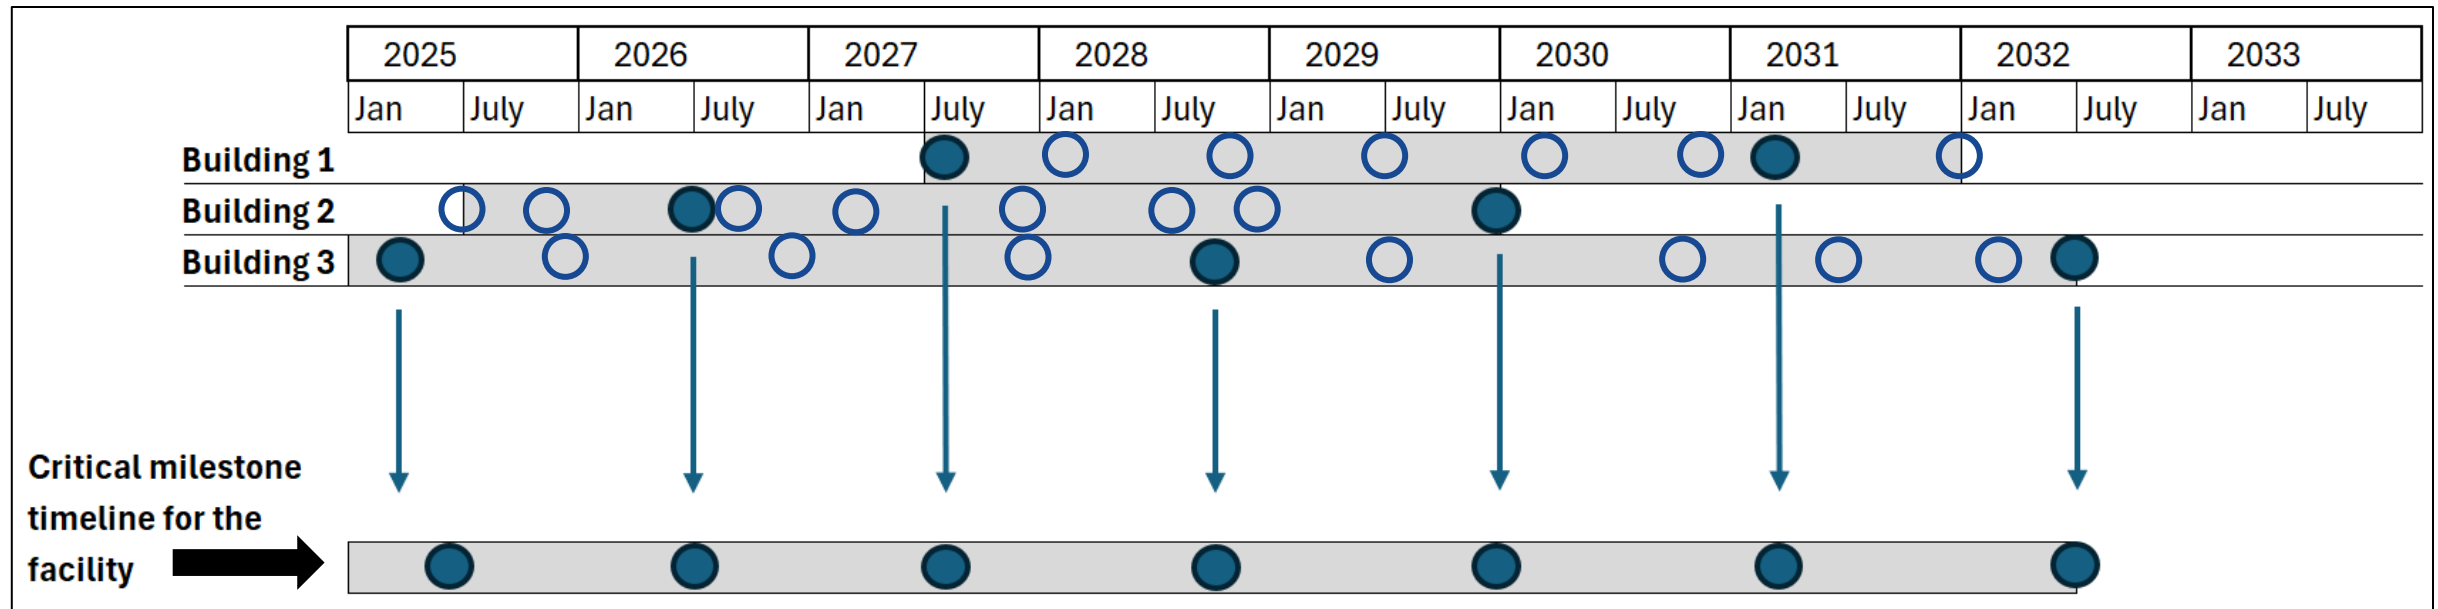 2025 2026 2027 2028 2029 2030 2031 2032 2033
Jan July Jan July Jan July Jan July Jan July Jan July Jan July Jan July Jan July
Building 1
Building 2
Building 3
Critical milestone
timeline for the
facility